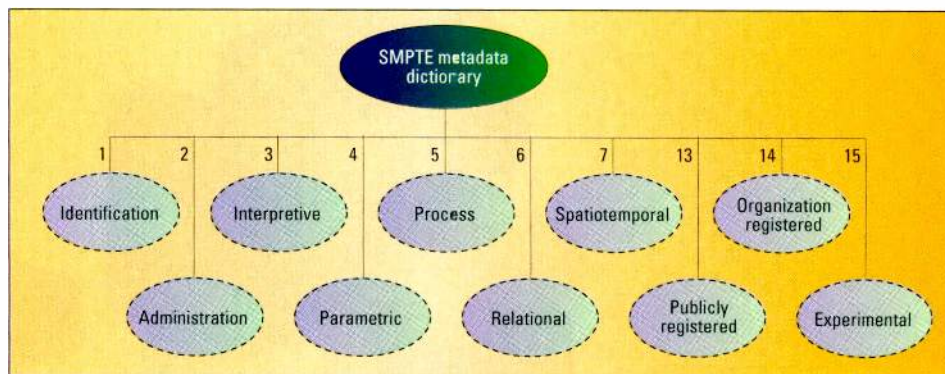 SMPTE metadata
dictionary
1 2 3 4 5 6 7 13 14 15
Identification
Interpretive
Process
Spatiotemporal
Organization
registered
Administration
Parametric
Relational
Publicly
registered
Experimental